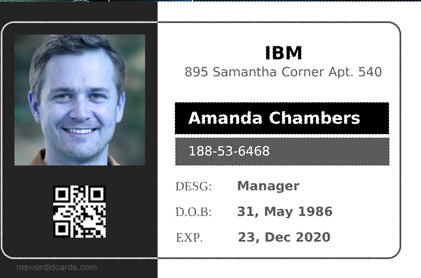 IBM
895 Samantha Corner Apt. 540
Amanda Chambers
188-53-6468
DESG: Manager
D.O.B: 31, May 1986
EXP. 23, Dec 2020
mswordidcards.com